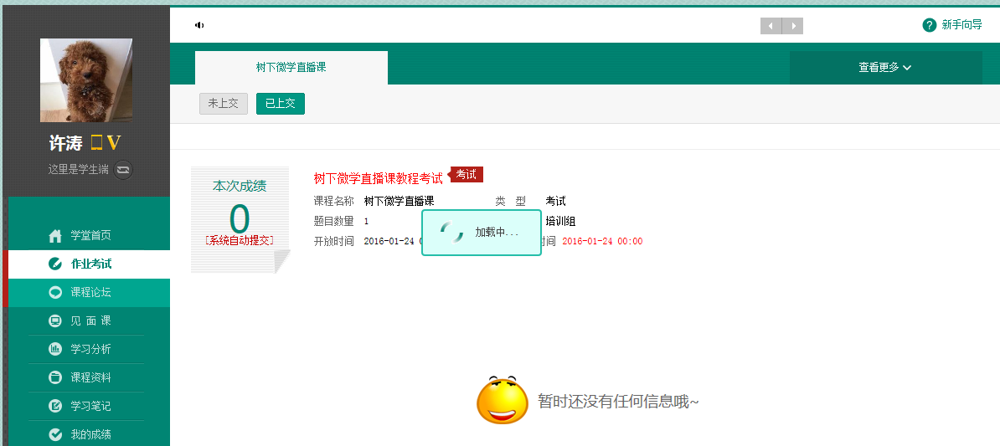 新手向导
树下微学直播课
查看更多
未上交
已上交
许涛 V
这里是学生端
学堂首页
作业考试
课程论坛
见 面 课
学习分析
课程资料
学习笔记
我的成绩
本次成绩
0
[系统自动提交]
树下微学直播课教程考试 考试
课程名称 树下微学直播课 类 型 考试
题目数量 1 培训组
开放时间 2016-01-24 时间 2016-01-24 00:00
加载中...
暂时还没有任何信息哦~